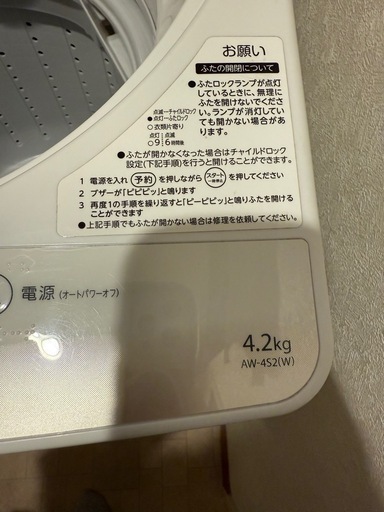 お願い
ふたの開閉について
●ふたロックランプが点灯
しているときに、無理に
ふたを開けないでくださ
い。ランプが消灯してい
ても開かない場合があ
ります。
点滅－チャイルドロック
●点灯－ふたロック
○衣類片寄り
点灯｜点滅
○ 9｜6 時間後
●ふたが開かなくなった場合はチャイルドロック
設定(下記手順)を行うと開けることができます。
1 電源を入れ 予約 を押しながら スタート 一時停止 を押してください
2 ブザーが「ピピピッ」と鳴ります
3 再度1の手順を繰り返すと「ピーピピッ」と鳴りふたを開ける
ことができます
●上記手順でもふたが開かない場合は修理を依頼してください。
電源 (オートパワーオフ)
4.2kg
AW-4S2(W)